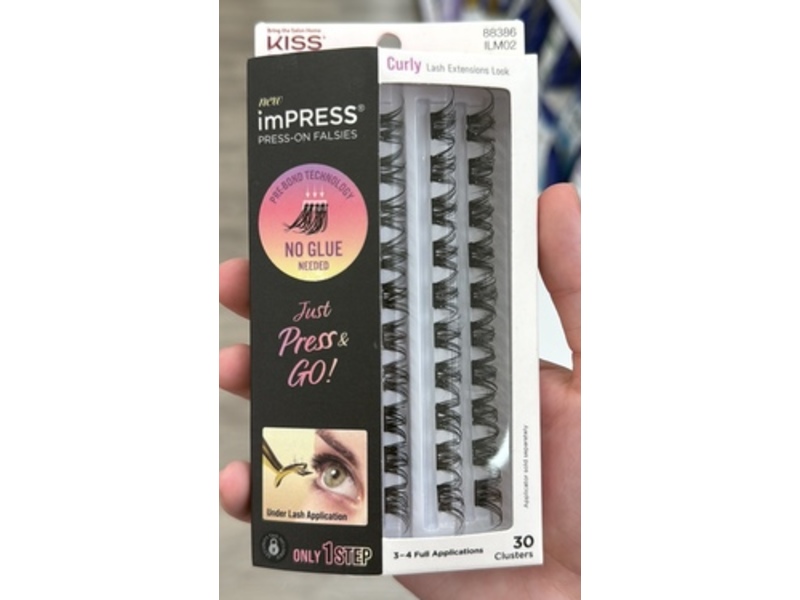 Bring the Salon Home
KISS
88386
ILM02
Curly Lash Extensions Look
new
imPRESS®
PRESS-ON FALSIES
PRE-BOND TECHNOLOGY
NO GLUE
NEEDED
Just
Press &
GO!
Under Lash Application
ONLY 1 STEP
3-4 Full Applications
30
Clusters
Applicator sold separately